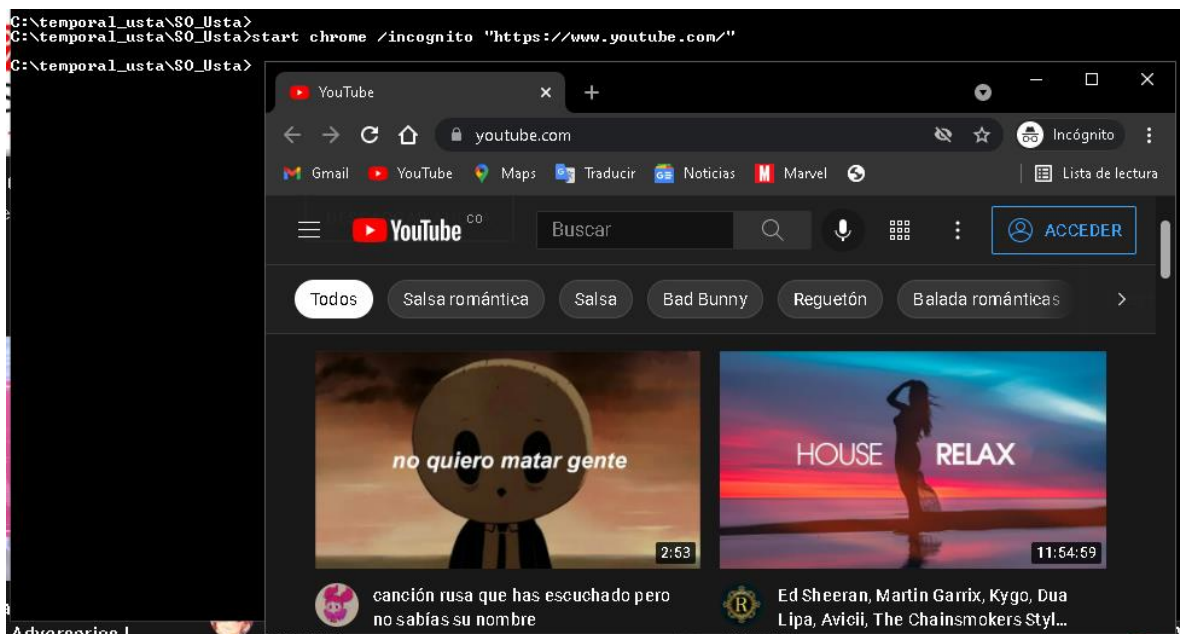 C:\temporal_usta\SO_Usta>
C:\temporal_usta\SO_Usta>start chrome /incognito "https://www.youtube.com/"
C:\temporal_usta\SO_Usta>
YouTube
youtube.com
Incógnito
Gmail YouTube Maps Traducir Noticias Marvel
Lista de lectura
YouTube CO
Buscar
ACCEDER
Todos Salsa romántica Salsa Bad Bunny Reguetón Balada románticas
no quiero matar gente
2:53
HOUSE RELAX
11:54:59
canción rusa que has escuchado pero
no sabías su nombre
R
Ed Sheeran, Martin Garrix, Kygo, Dua
Lipa, Avicii, The Chainsmokers Styl...